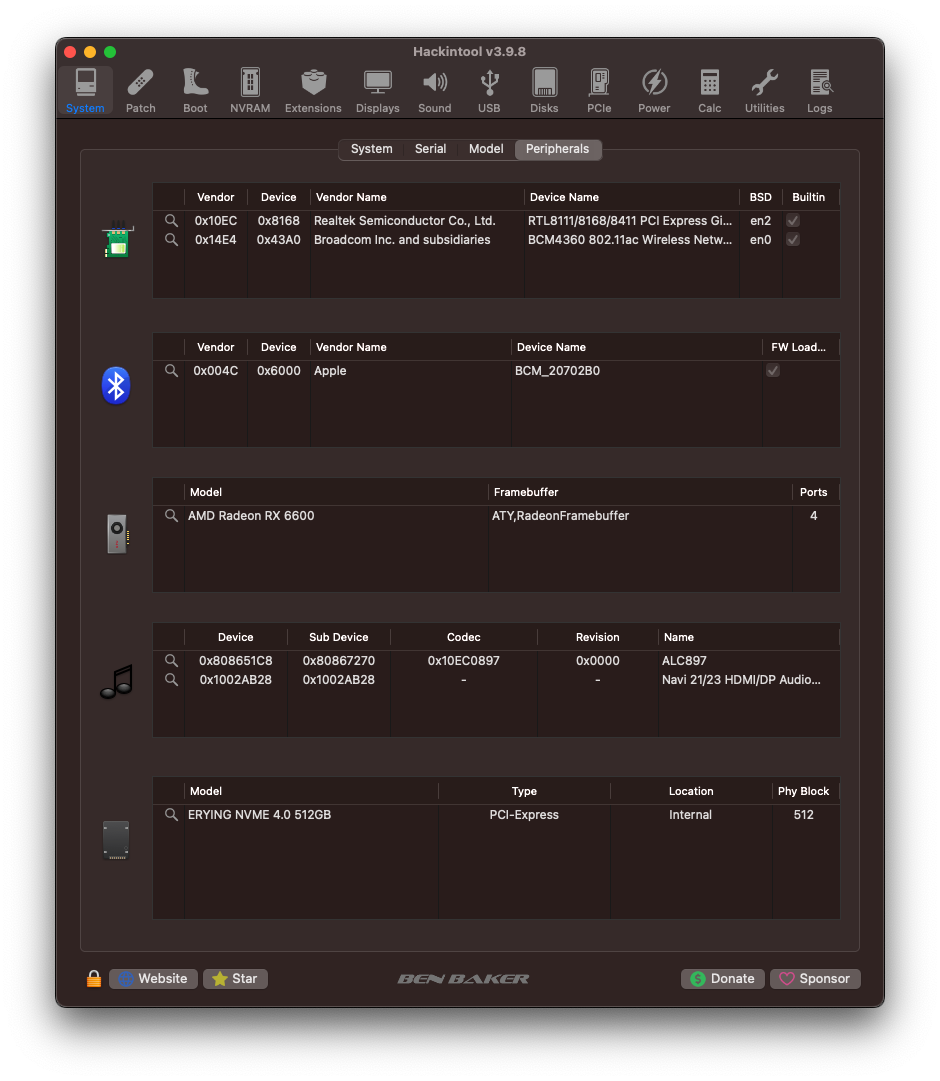 Hackintool v3.9.8
System Patch Boot NVRAM Extensions Displays Sound USB Disks PCIe Power Calc Utilities Logs
System Serial Model Peripherals
Vendor Device Vendor Name Device Name BSD Builtin
0x10EC 0x8168 Realtek Semiconductor Co., Ltd. RTL8111/8168/8411 PCI Express Gi... en2
0x14E4 0x43A0 Broadcom Inc. and subsidiaries BCM4360 802.11ac Wireless Netw... en0
Vendor Device Vendor Name Device Name FW Load...
0x004C 0x6000 Apple BCM_20702B0
Model Framebuffer Ports
AMD Radeon RX 6600 ATY,RadeonFramebuffer 4
Device Sub Device Codec Revision Name
0x808651C8 0x80867270 0x10EC0897 0x0000 ALC897
0x1002AB28 0x1002AB28 - - Navi 21/23 HDMI/DP Audio...
Model Type Location Phy Block
ERYING NVME 4.0 512GB PCI-Express Internal 512
Website Star BEN BAKER Donate Sponsor